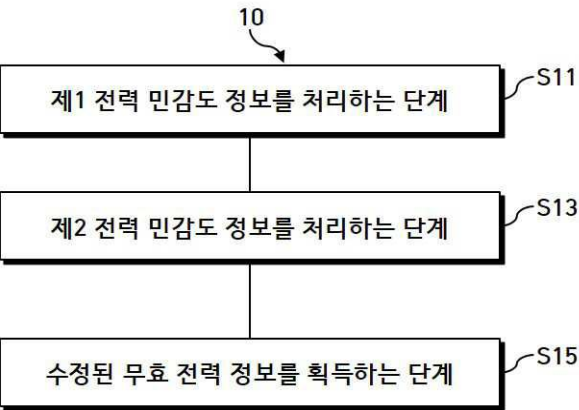 10
제1 전력 민감도 정보를 처리하는 단계
S11
제2 전력 민감도 정보를 처리하는 단계
S13
수정된 무효 전력 정보를 획득하는 단계
S15